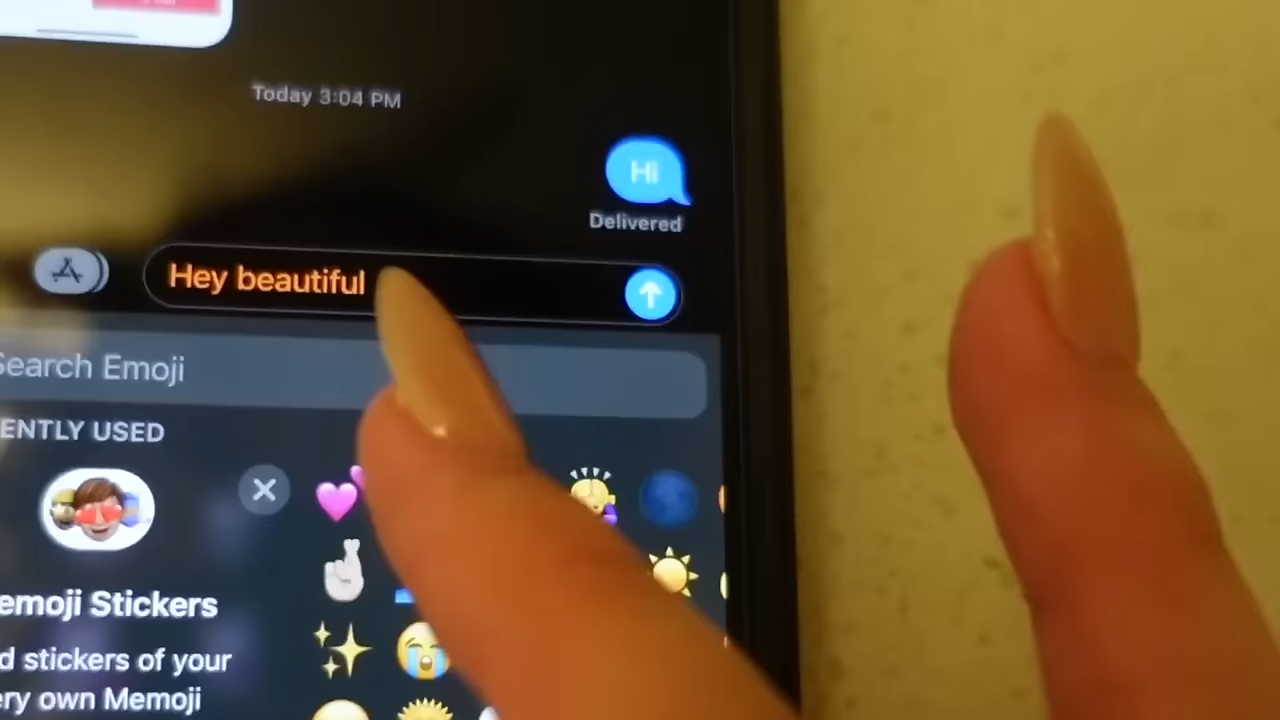 Today 3:04 PM
Hi
Delivered
Hey beautiful
Search Emoji
ENTLY USED
emoji Stickers
d stickers of your
ery own Memoji